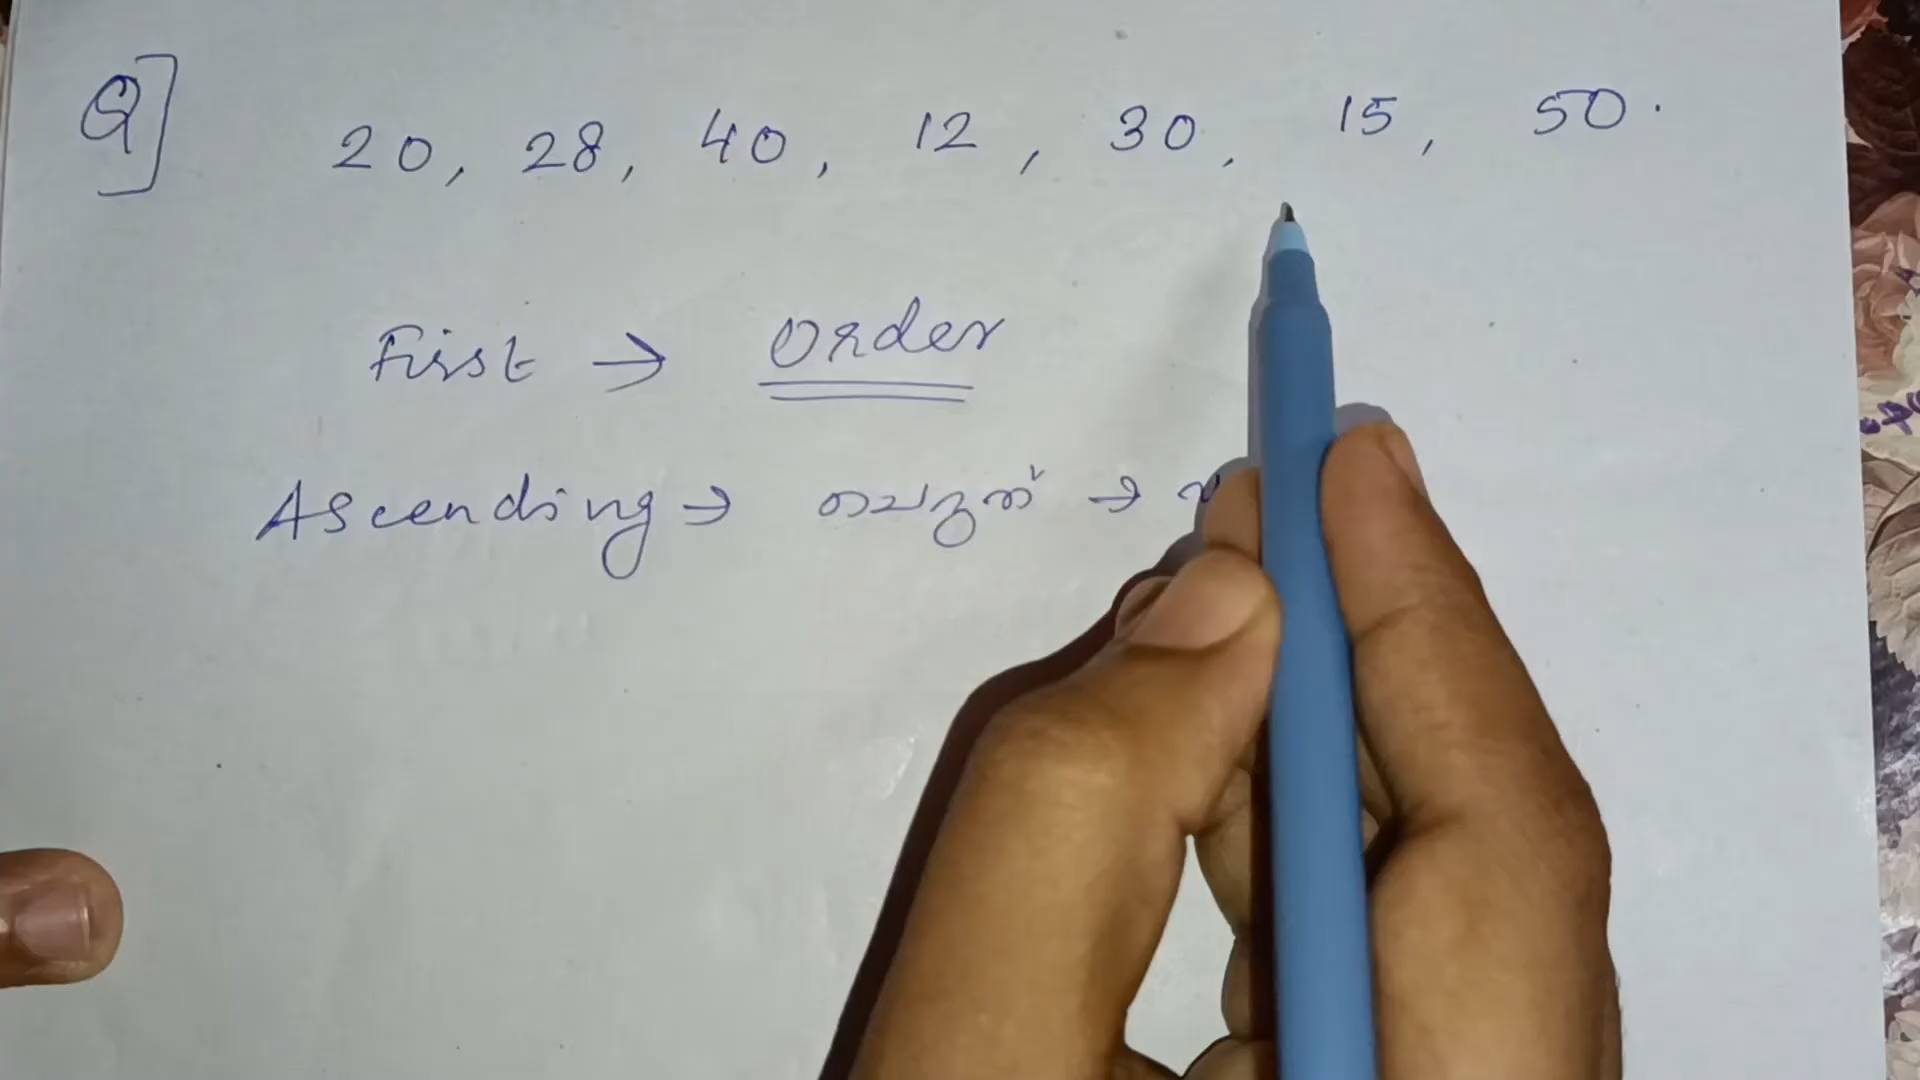 Q] 20, 28, 40, 12, 30, 15, 50.
First → Order
Ascending → ചെറുത് →